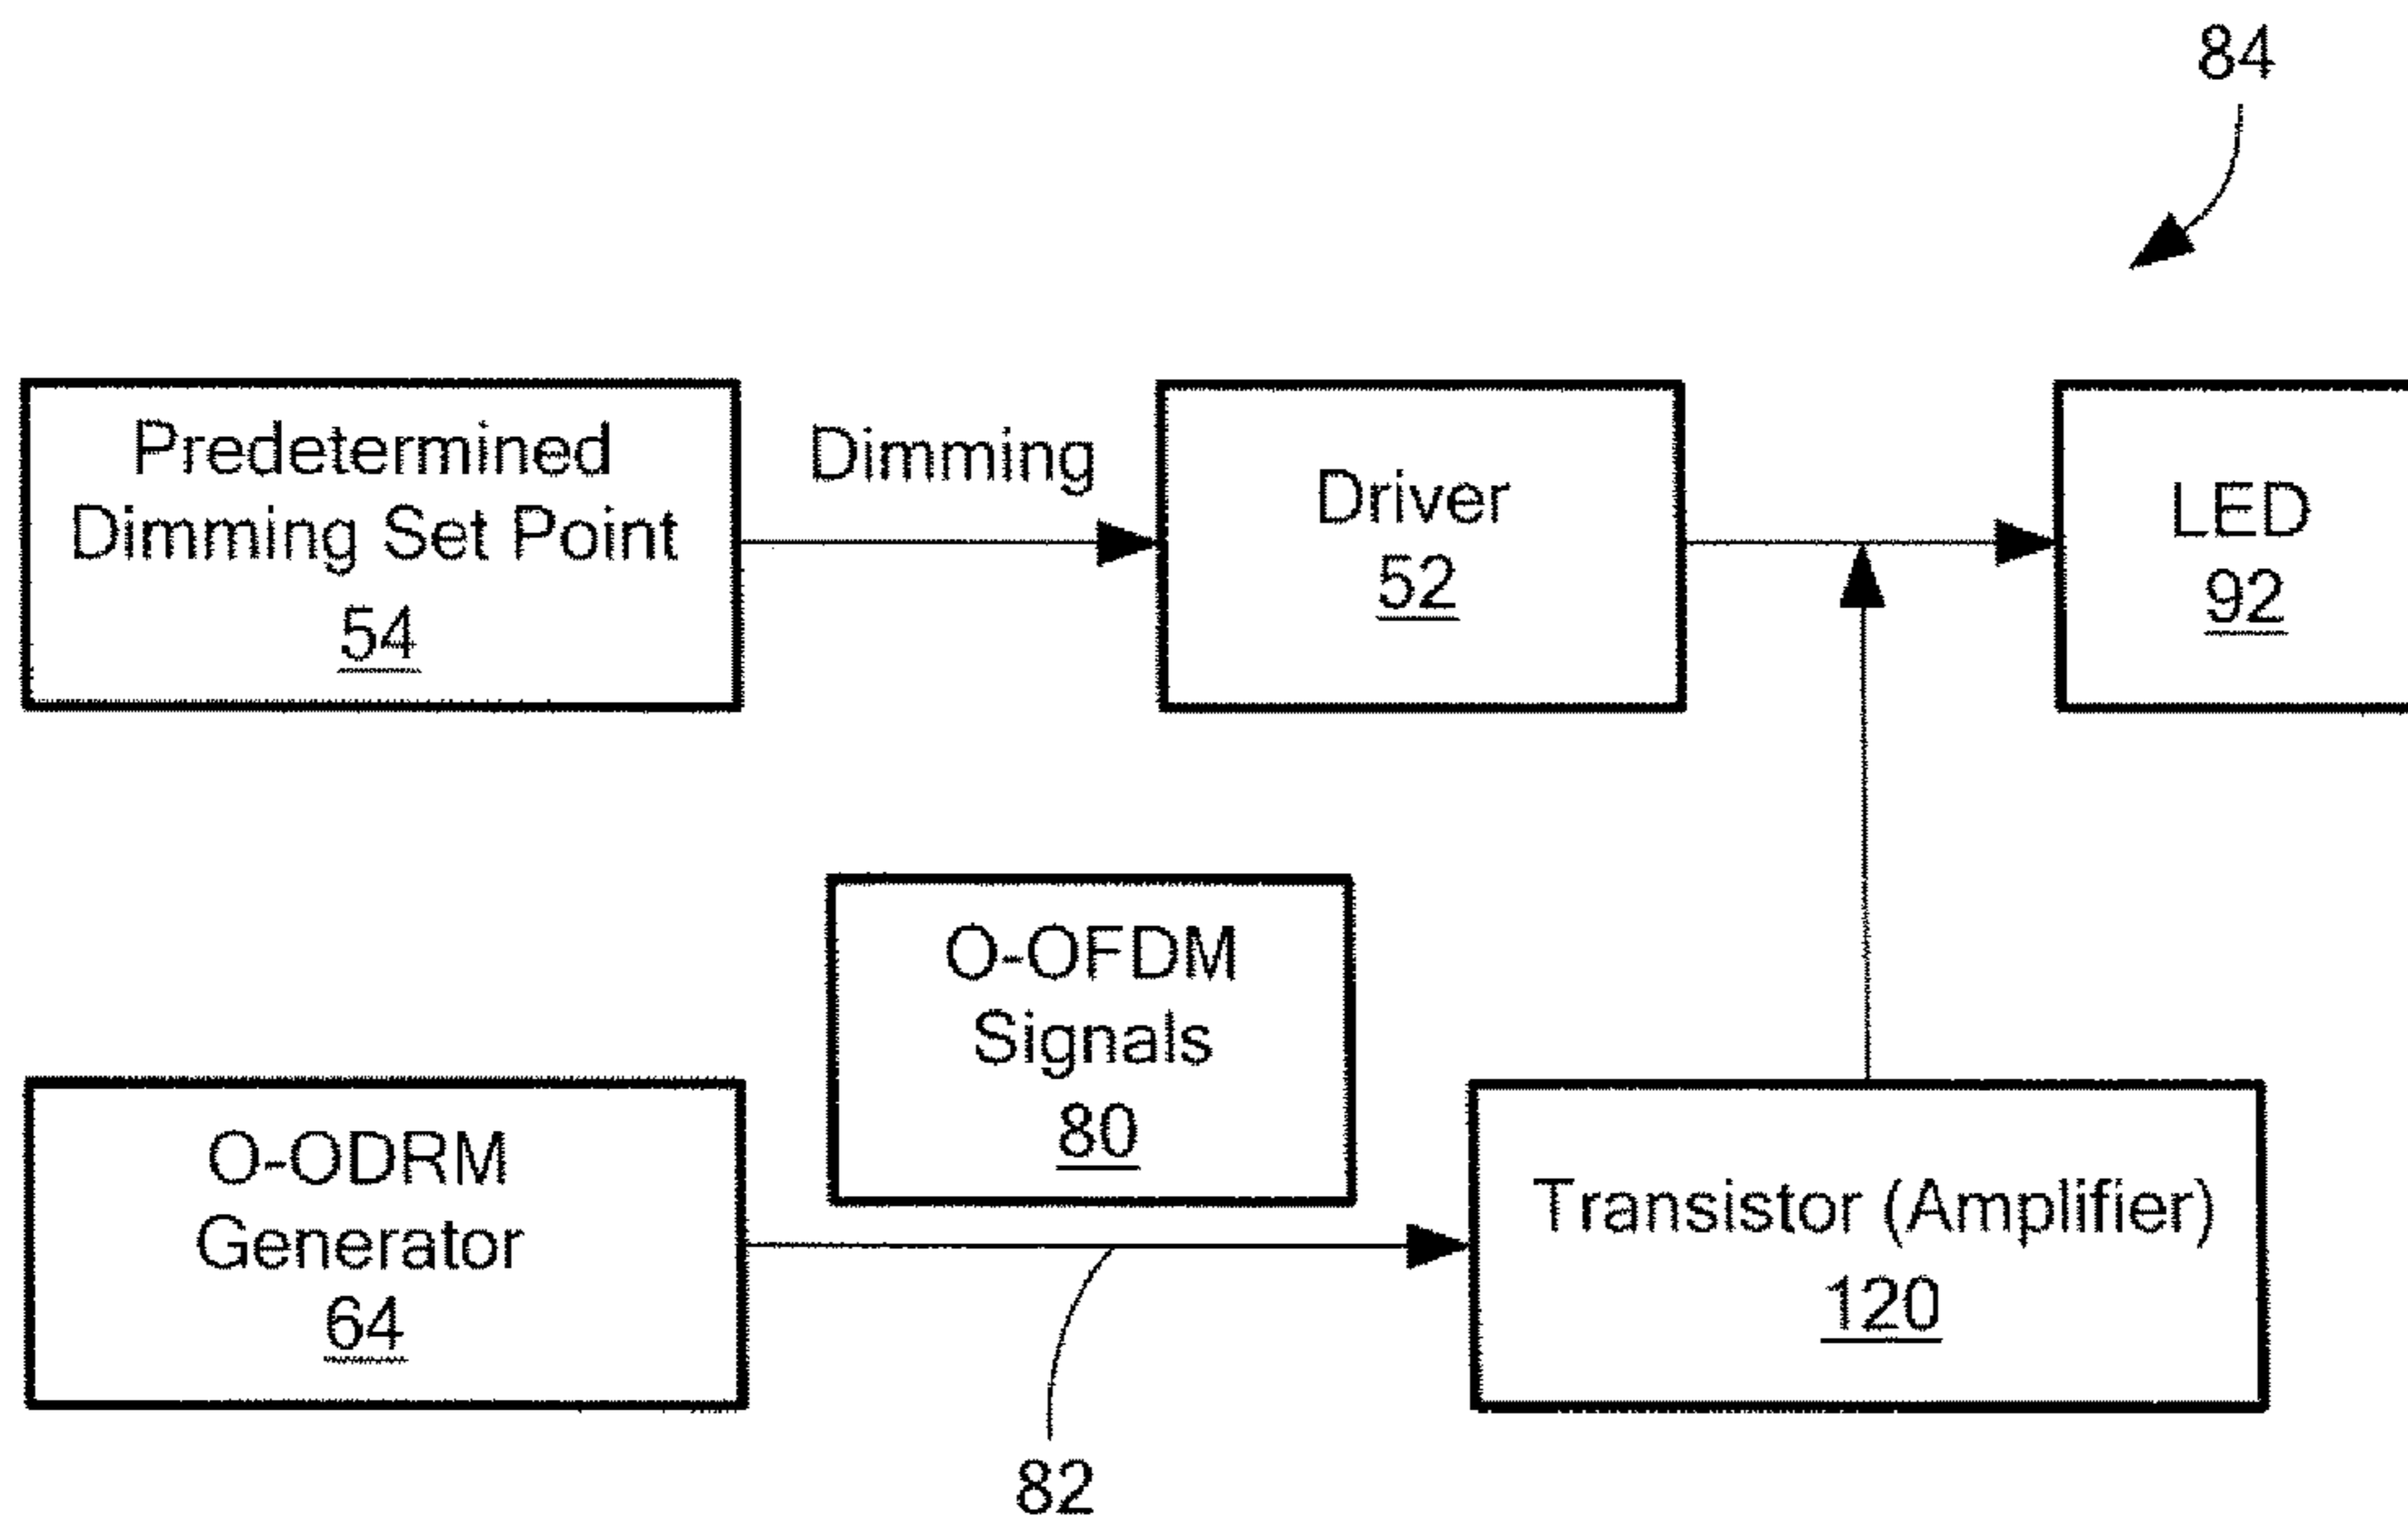 84
Predetermined
Dimming Set Point
54
Dimming
Driver
52
LED
92
O-OFDM
Signals
80
O-ODRM
Generator
64
Transistor (Amplifier)
120
82